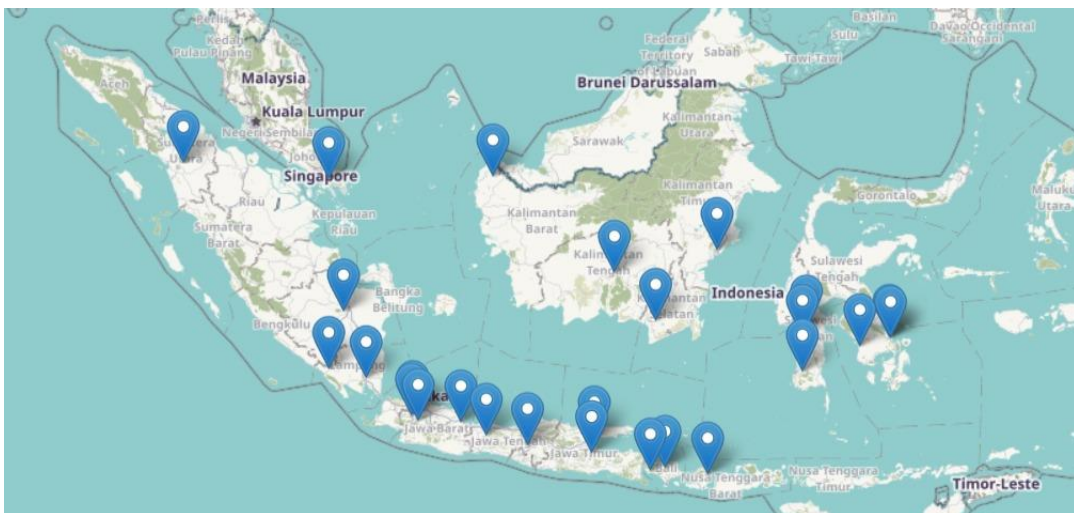 Perlis
Kedah
Pulau Pinang
Aceh
Malaysia
Kuala Lumpur
Negeri Sembilan
Johor
Singapore
Sumatera
Utara
Riau
Kepulauan
Riau
Sumatera
Barat
Bangka
Belitung
Bengkulu
Lampung
Jawa Barat
Jawa Tengah
Jawa Timur
Bali
Nusa Tenggara
Barat
Nusa Tenggara
Timur
Timor-Leste
Federal
Territory
of Labuan
Sabah
Brunei Darussalam
Sarawak
Kalimantan
Utara
Kalimantan
Timur
Kalimantan
Barat
Kalimantan
Tengah
Kalimantan
Selatan
Indonesia
Gorontalo
Sulawesi
Tengah
Maluku
Utara
Basilan
Sulu
Tawi-Tawi
Davao Occidental
Sarangani